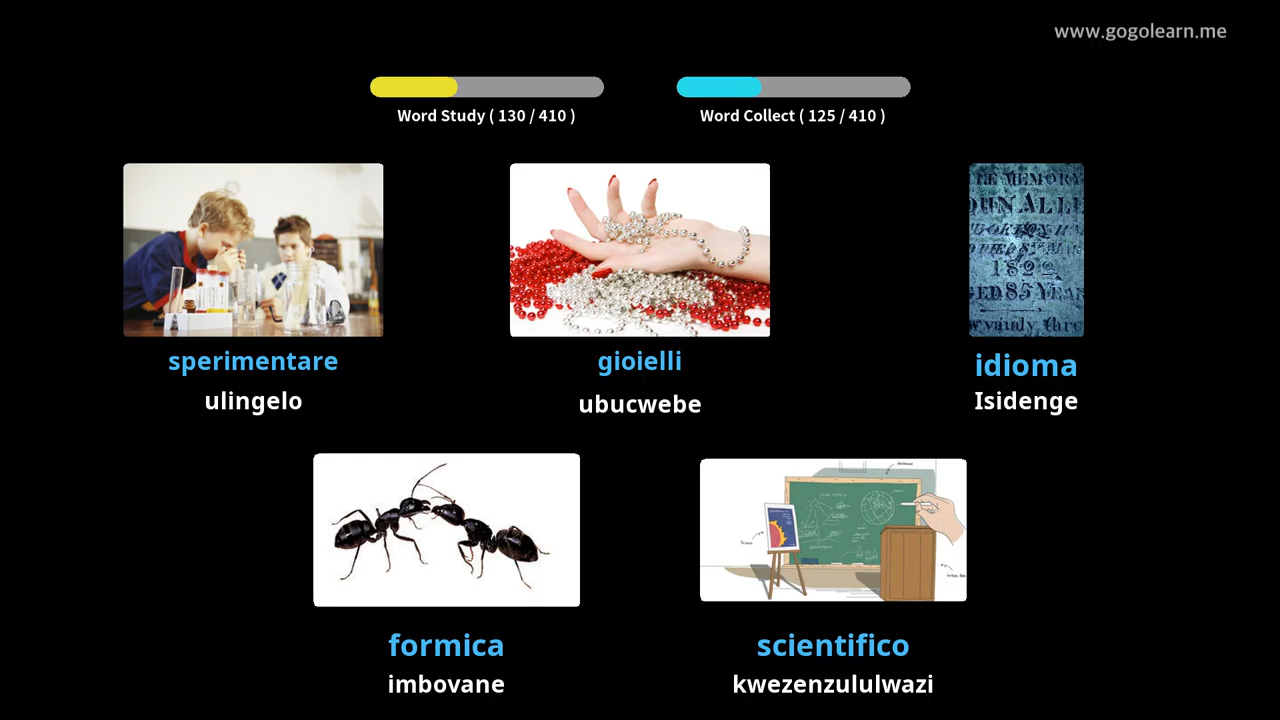 www.gogolearn.me
Word Study ( 130 / 410 )
Word Collect ( 125 / 410 )
1822
sperimentare
gioielli
idioma
ulingelo
ubucwebe
Isidenge
formica
scientifico
imbovane
kwezenzululwazi